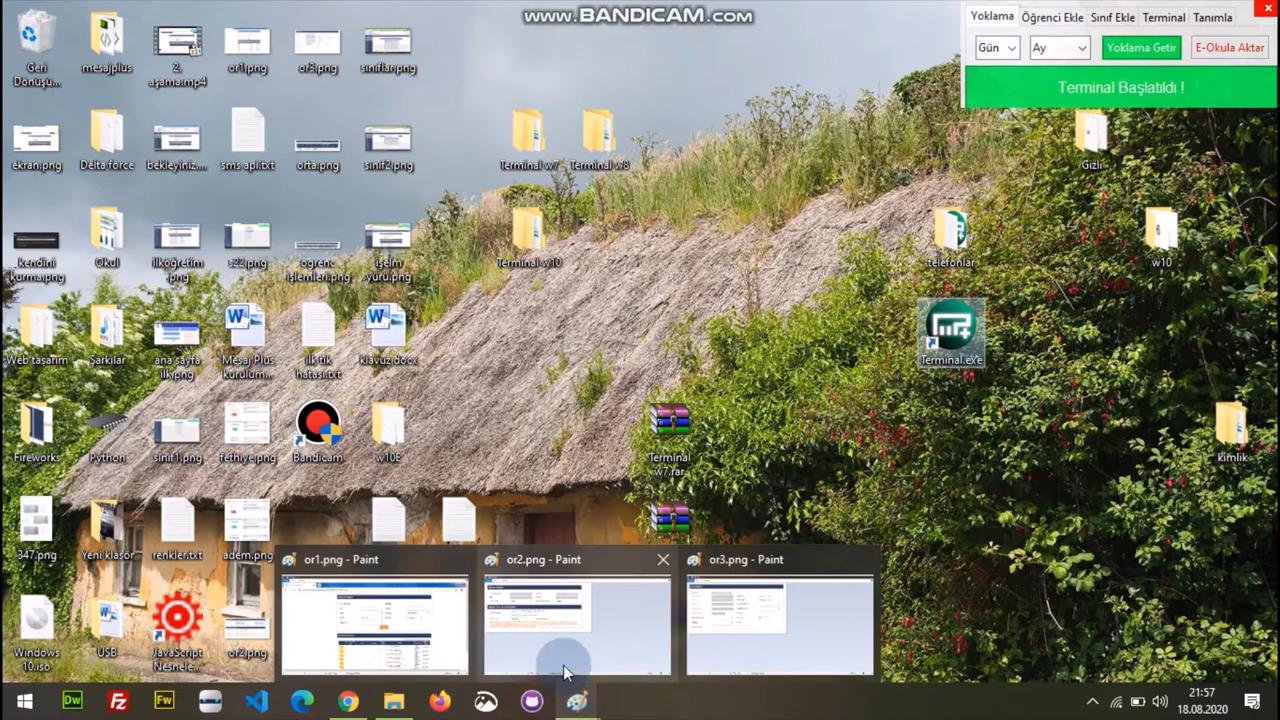 www.BANDICAM.com
Yoklama Öğrenci Ekle Sınıf Ekle Terminal Tanımla
Gün Ay Yoklama Getir E-Okula Aktar
Terminal Başlatıldı !
Geri Dönüşü...
mesajplus
2. aşama.mp4
or1.png
or3.png
siniflar.png
ekran.png
Delta force
bekleyiniz....
sms api.txt
orta.png
sinif2.png
Terminal w7
Terminal w8
Gizli
kendini kurma.png
Okul
ilköğretim .png
s22.png
ogrenc işlemleri.png
işelm yuru.png
Terminal w10
telefonlar
w10
Web tasarım
Şarkılar
ana sayfa ilk.png
Mesaj Plus kurulum...
ilk tık hatası.txt
klavuz.docx
Terminal.exe
Fireworks
Python
sinif1.png
fethiye.png
Bandicam
w10E
Terminal w7.rar
kimlik
347.png
Yeni klasör
renkler.txt
adem.png
or1.png - Paint
or2.png - Paint
or3.png - Paint
Windows 10.iso
USB
JavaScript Nesnele...
or2.png
21:57
18.08.2020